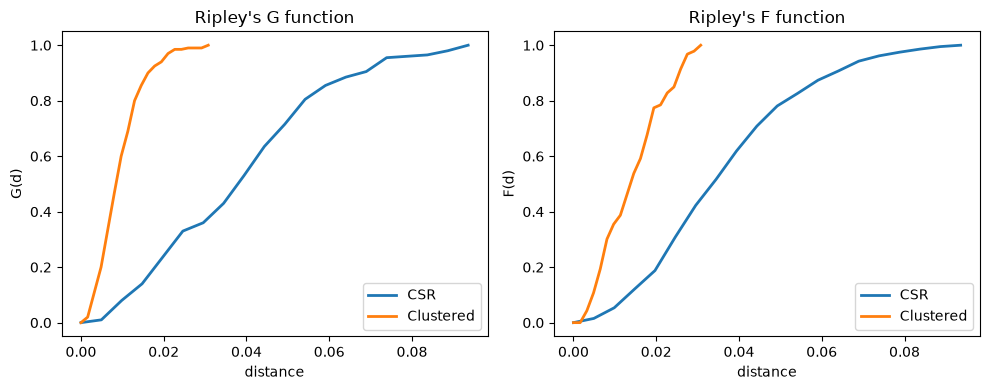 Ripley's G function
G(d)
1.0
0.8
0.6
0.4
0.2
0.0
0.00 0.02 0.04 0.06 0.08
distance
CSR
Clustered
Ripley's F function
F(d)
1.0
0.8
0.6
0.4
0.2
0.0
0.00 0.02 0.04 0.06 0.08
distance
CSR
Clustered